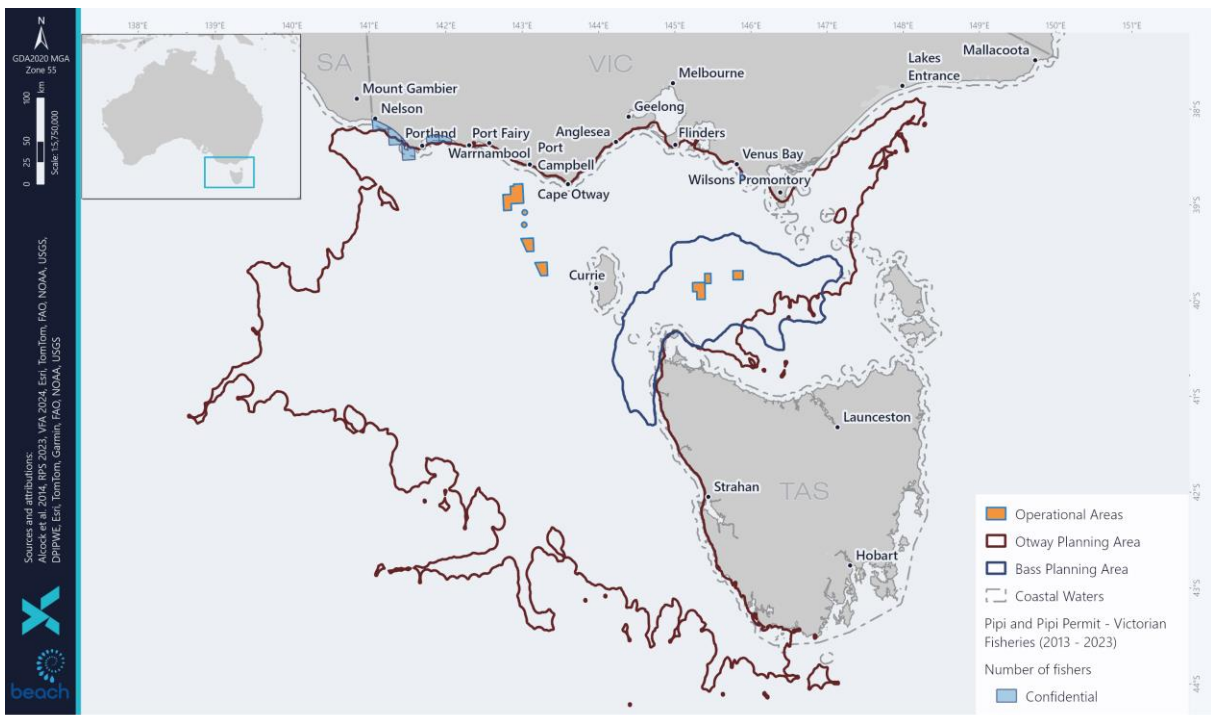 N
GDA2020 MGA
Zone 55
km
100
50
25
0
Scale: 1:5,750,000
Sources and attributions:
Alcock et al. 2014, RPS 2023, VFA 2024, Esri, TomTom, FAO, NOAA, USGS,
DPIPWE, Esri, TomTom, Garmin, FAO, NOAA, USGS
beach
138°E
139°E
140°E
141°E
142°E
143°E
144°E
145°E
146°E
147°E
148°E
149°E
150°E
151°E
SA
VIC
Mallacoota
Lakes
Entrance
Melbourne
Mount Gambier
Nelson
Geelong
Portland
Port Fairy
Anglesea
Flinders
Warrnambool
Port
Campbell
Venus Bay
Cape Otway
Wilsons Promontory
Currie
Launceston
Strahan
TAS
Hobart
38°S
39°S
40°S
41°S
42°S
43°S
44°S
Operational Areas
Otway Planning Area
Bass Planning Area
Coastal Waters
Pipi and Pipi Permit - Victorian
Fisheries (2013 - 2023)
Number of fishers
Confidential